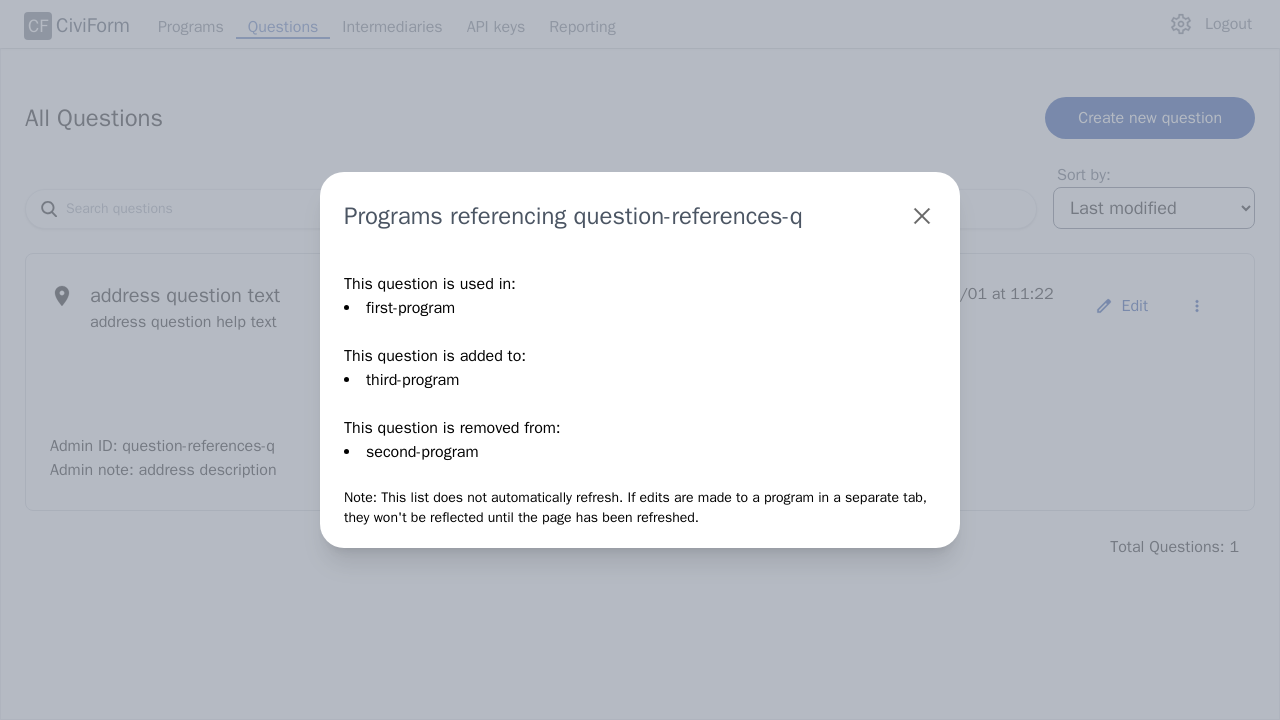 CF CiviForm Programs Questions Intermediaries API keys Reporting Logout
All Questions
Create new question
Sort by:
Search questions
Last modified
Programs referencing question-references-q
This question is used in:
• first-program
This question is added to:
• third-program
This question is removed from:
• second-program
Note: This list does not automatically refresh. If edits are made to a program in a separate tab,
they won't be reflected until the page has been refreshed.
address question text
address question help text
/01 at 11:22
Edit
Admin ID: question-references-q
Admin note: address description
Total Questions: 1